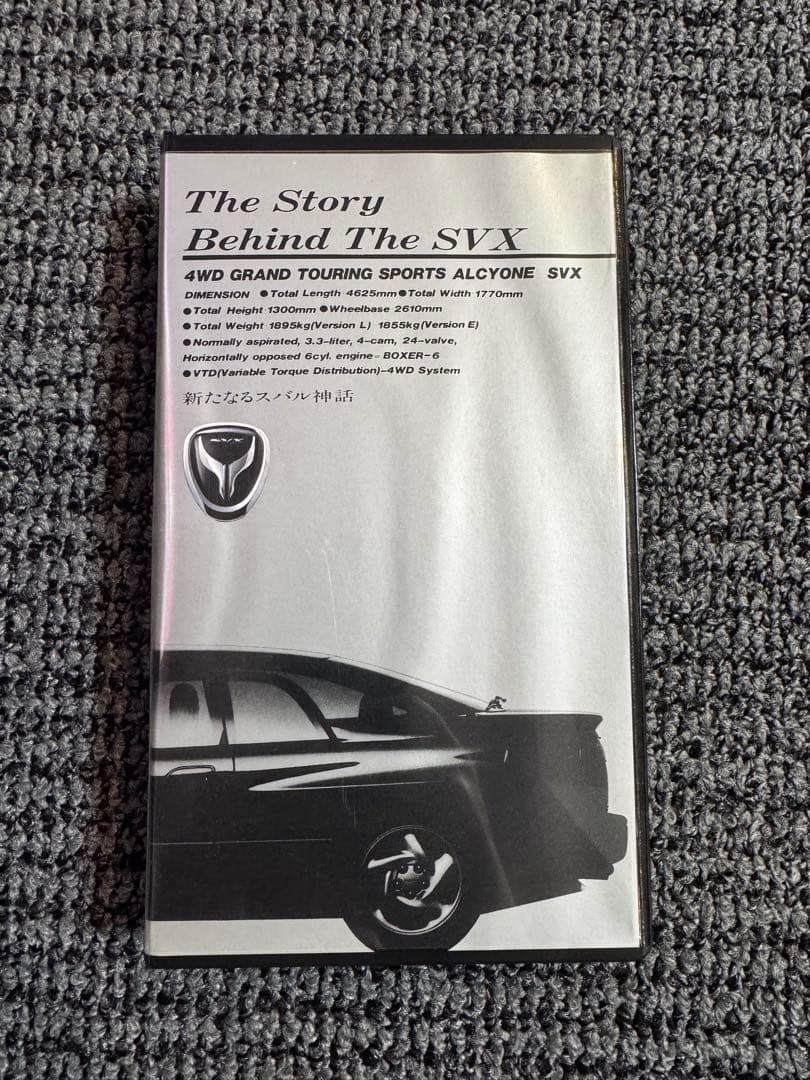 The Story
Behind The SVX
4WD GRAND TOURING SPORTS ALCYONE SVX
DIMENSION ●Total Length 4625mm●Total Width 1770mm
●Total Height 1300mm●Wheelbase 2610mm
●Total Weight 1895kg(Version L) 1855kg(Version E)
●Normally aspirated, 3.3-liter, 4-cam, 24-valve,
Horizontally opposed 6cyl. engine-BOXER-6
●VTD(Variable Torque Distribution)-4WD System
新たなるスバル神話
SVX